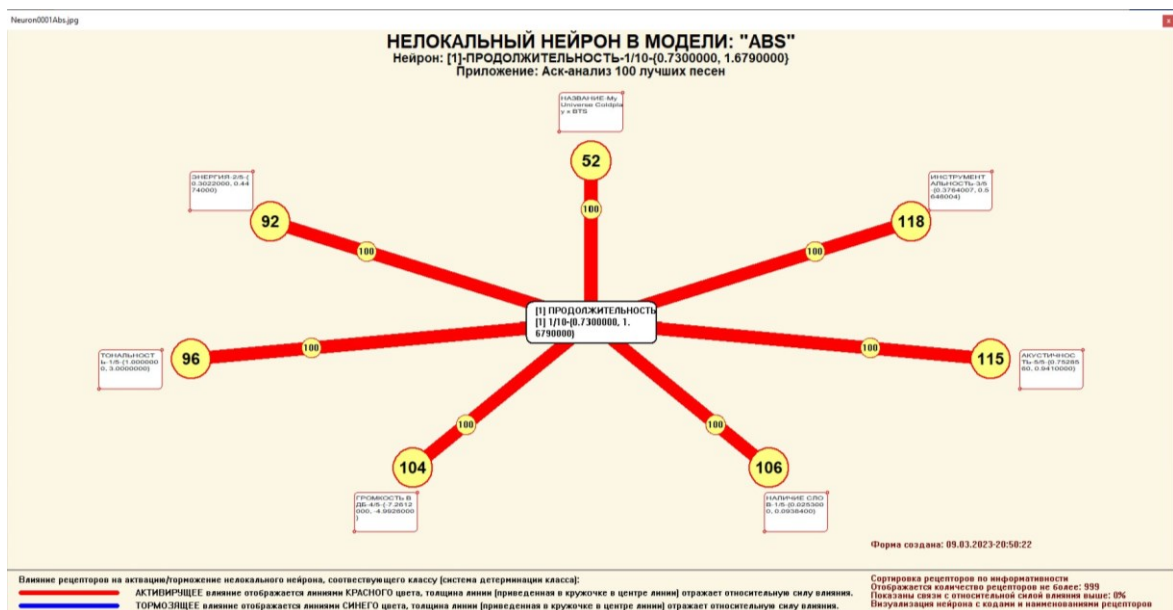 Neuron0001Abs.jpg
НЕЛОКАЛЬНЫЙ НЕЙРОН В МОДЕЛИ: "ABS"
Нейрон: [1]-ПРОДОЛЖИТЕЛЬНОСТЬ-1/10-{0.7300000, 1.6790000}
Приложение: Аск-анализ 100 лучших песен
НАЗВАНИЕ-My
Universe Coldpla
y x BTS
52
ЭНЕРГИЯ-2/5-{
0.3022000, 0.44
74000}
92
100
ИНСТРУМЕНТ
АЛЬНОСТЬ-3/5
-{0.3764007, 0.5
646004}
118
100
100
[1] ПРОДОЛЖИТЕЛЬНОСТЬ
[1] 1/10-{0.7300000, 1.
6790000}
ТОНАЛЬНОСТ
Ь-1/5-{1.000000
0, 3.0000000}
96
100
100
115
АКУСТИЧНОС
ТЬ-5/5-{0.75285
60, 0.9410000}
100
100
104
106
ГРОМКОСТЬ В
ДБ-4/5-{-7.2612
000, -4.9926000
}
НАЛИЧИЕ СЛО
В-1/5-{0.025300
0, 0.0938400}
Форма создана: 09.03.2023-20:50:22
Влияние рецепторов на активацию/торможение нелокального нейрона, соотвествующего классу (система детерминации класса):
АКТИВИРУЩЕЕ влияние отображается линиями КРАСНОГО цвета, толщина линии (приведенная в кружочке в центре линии) отражает относительную силу влияния.
ТОРМОЗЯЩЕЕ влияние отображается линиями СИНЕГО цвета, толщина линии (приведенная в кружочке в центре линии) отражает относительную силу влияния.
Сортировка рецепторов по информативности
Отображается количество рецепторов не более: 999
Показаны связи с относительной силой влияния выше: 0%
Визуализация нейрона с кодами и наименованиями рецепторов